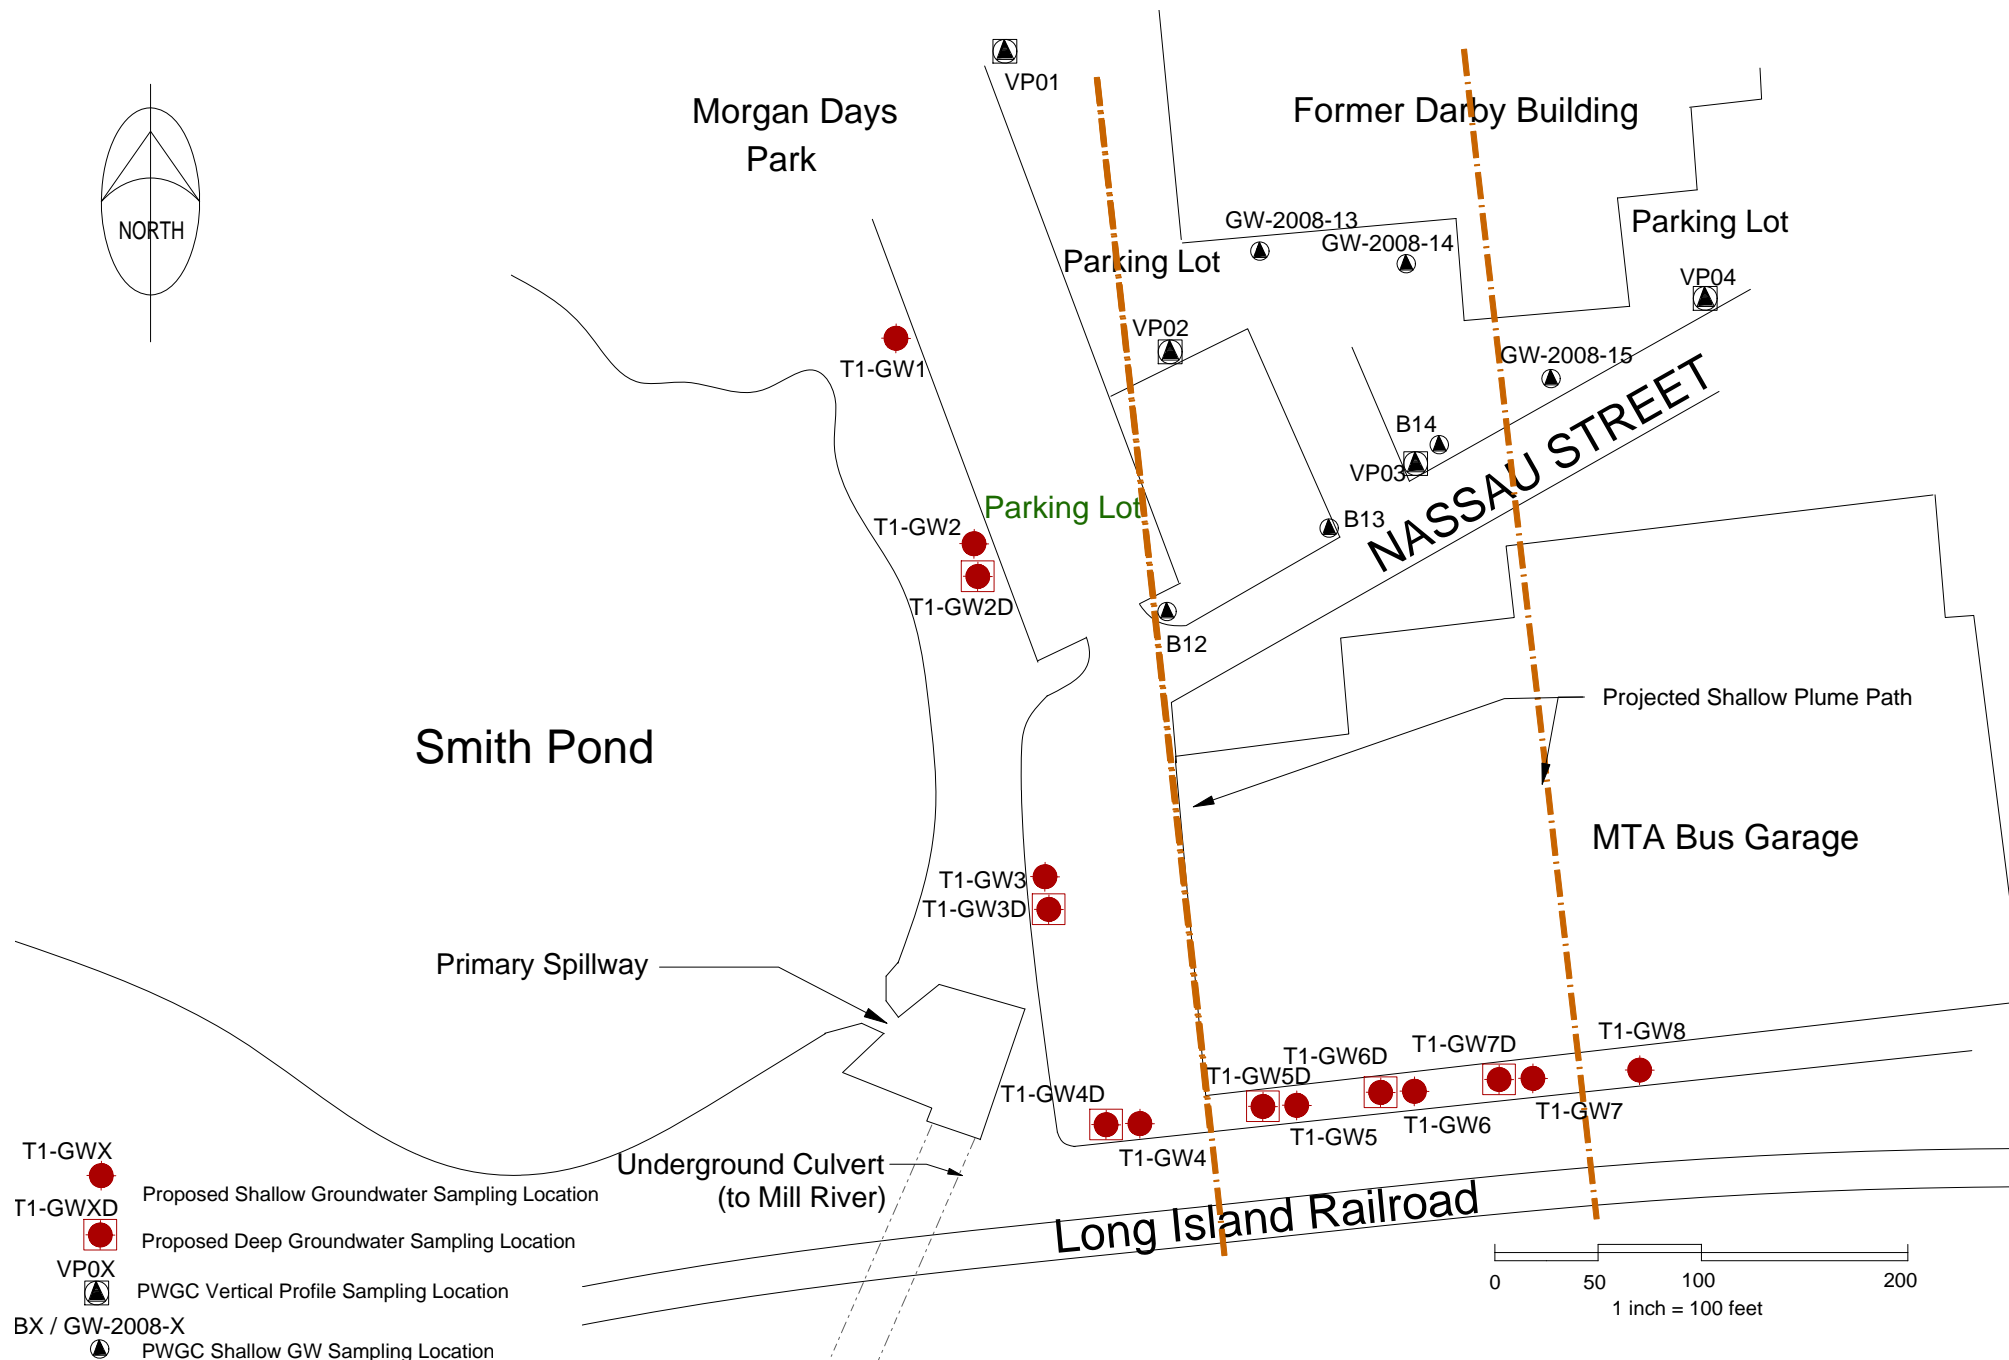 VP01
Morgan Days
Park
Former Darby Building
NORTH
GW-2008-13
GW-2008-14
Parking Lot
Parking Lot
VP04
VP02
T1-GW1
GW-2008-15
B14
VP03
NASSAU STREET
Parking Lot
B13
T1-GW2
T1-GW2D
B12
Projected Shallow Plume Path
Smith Pond
MTA Bus Garage
T1-GW3
T1-GW3D
Primary Spillway
T1-GW8
T1-GW7D
T1-GW6D
T1-GW5D
T1-GW4D
T1-GW7
T1-GW6
T1-GW5
T1-GW4
Underground Culvert
(to Mill River)
Long Island Railroad
T1-GWX
Proposed Shallow Groundwater Sampling Location
T1-GWXD
Proposed Deep Groundwater Sampling Location
VP0X
PWGC Vertical Profile Sampling Location
BX / GW-2008-X
PWGC Shallow GW Sampling Location
0 50 100 200
1 inch = 100 feet